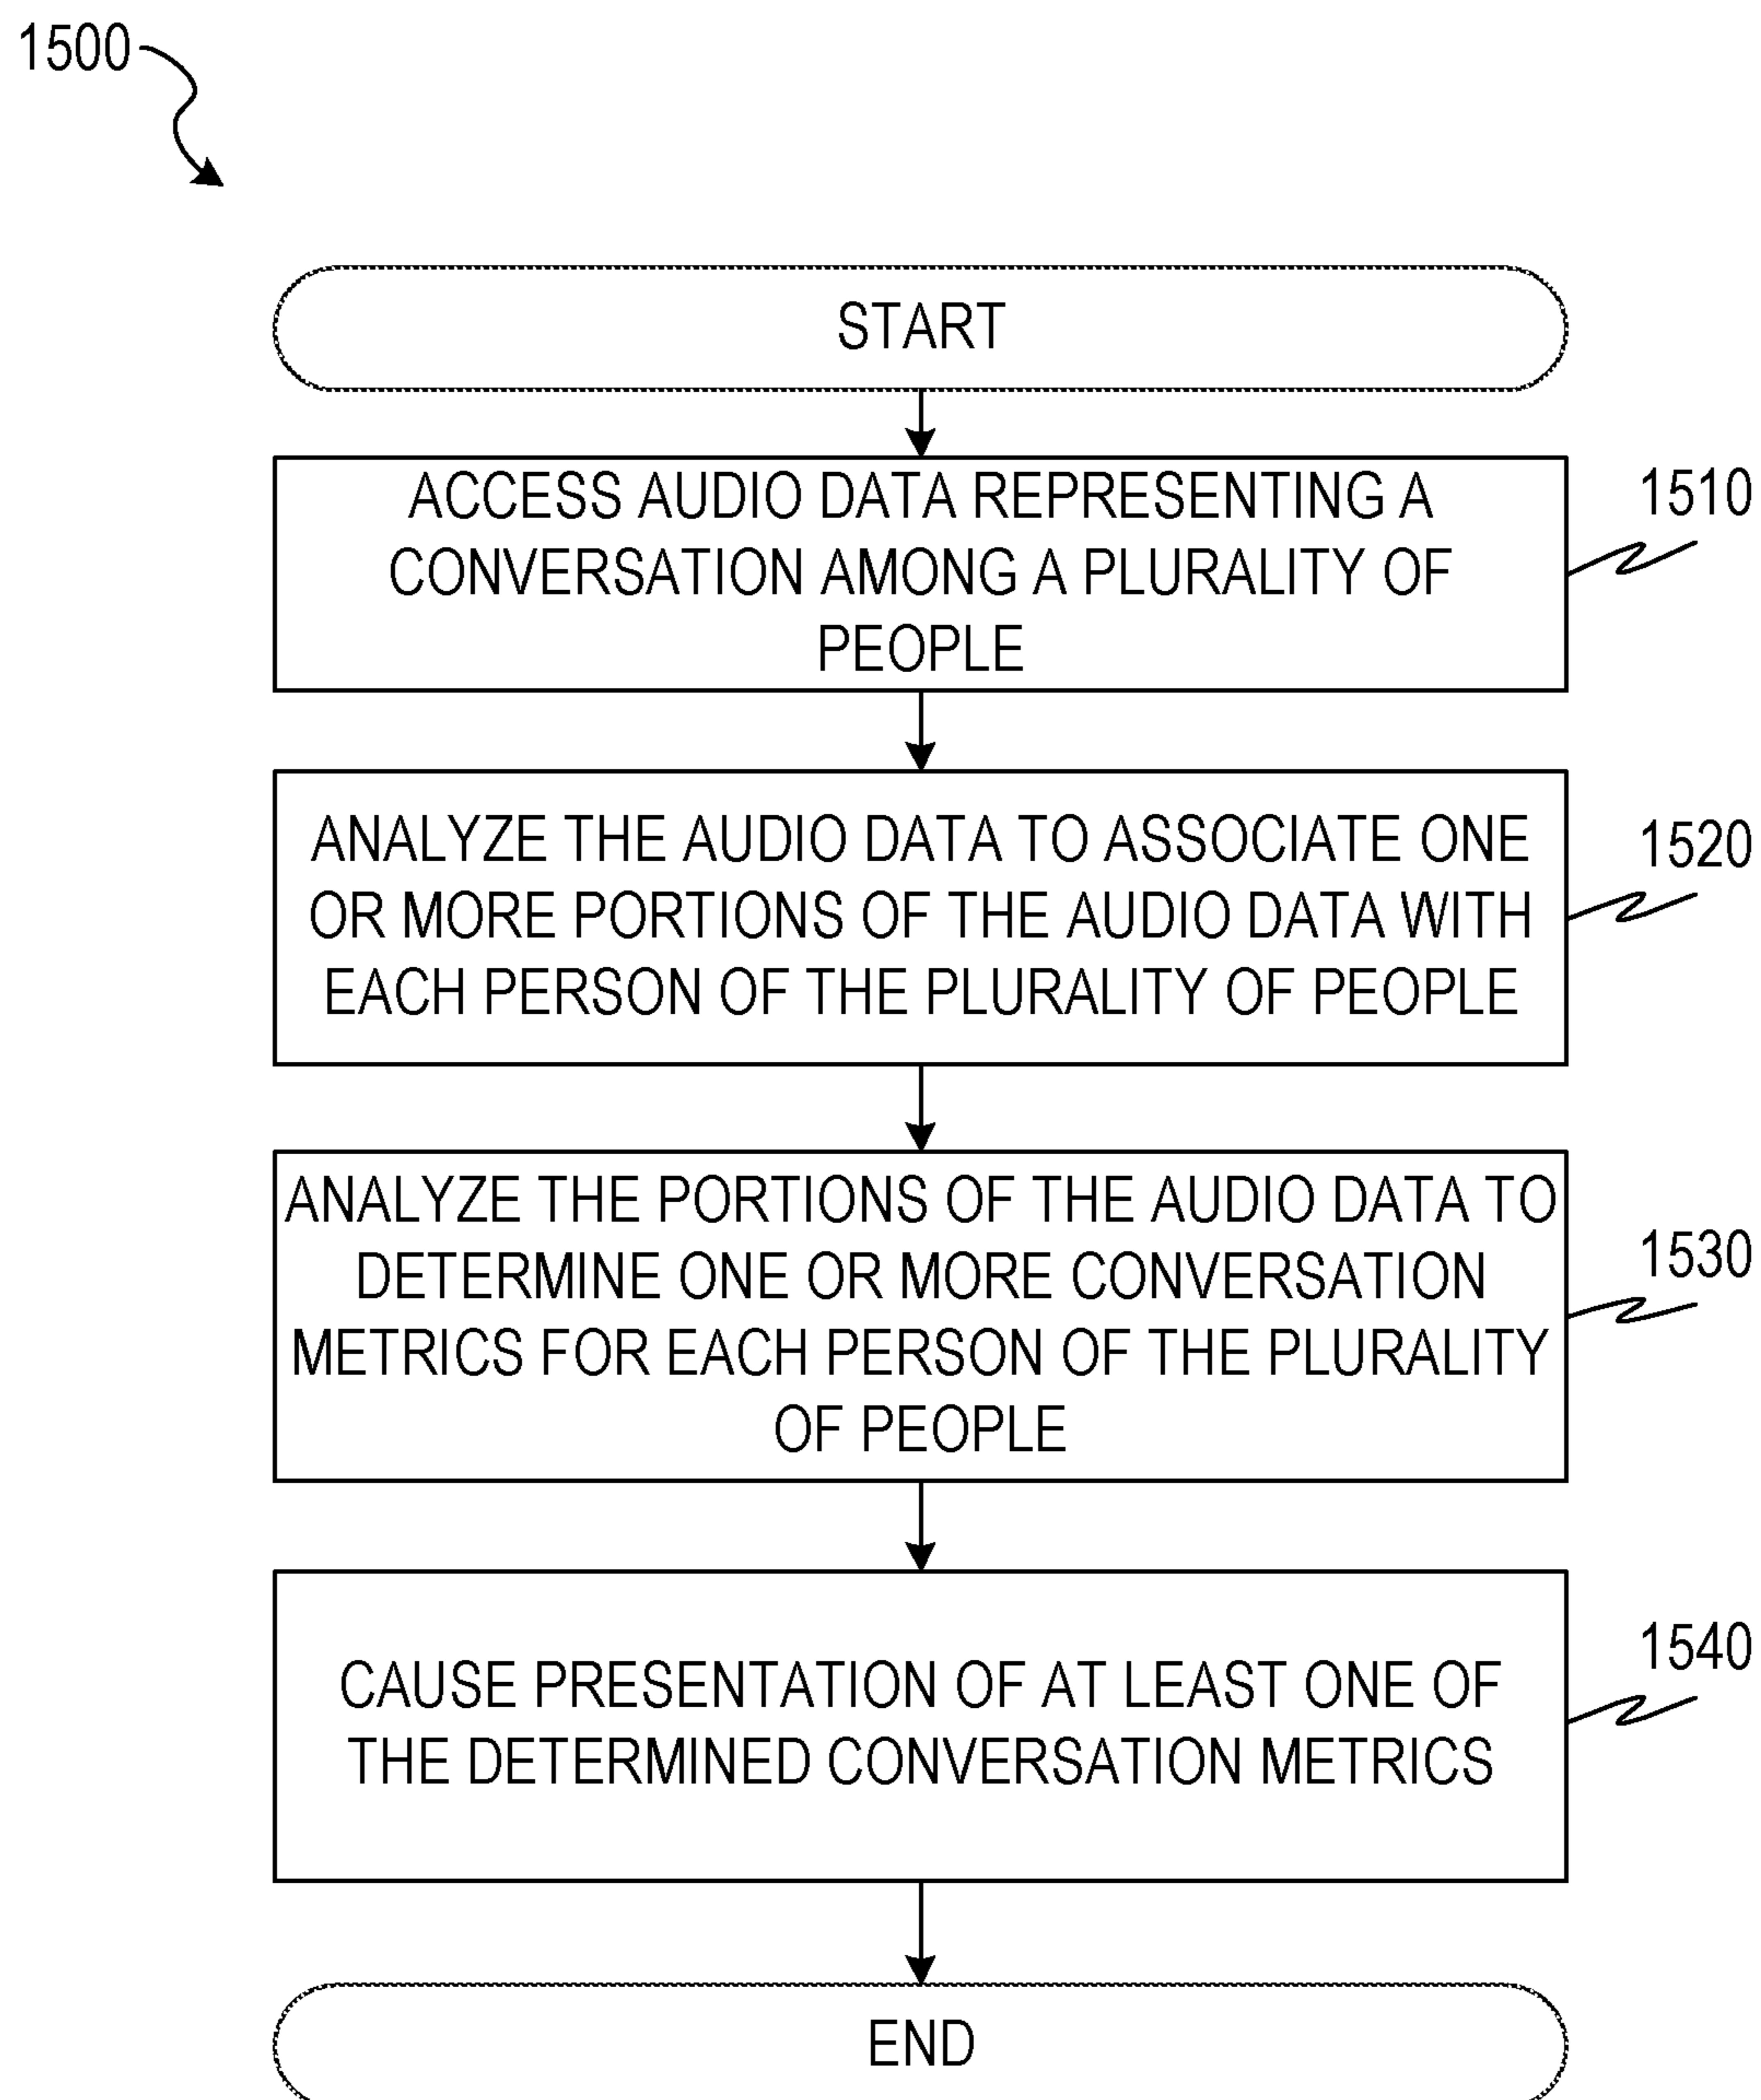 1500
START
ACCESS AUDIO DATA REPRESENTING A
CONVERSATION AMONG A PLURALITY OF
PEOPLE
1510
ANALYZE THE AUDIO DATA TO ASSOCIATE ONE
OR MORE PORTIONS OF THE AUDIO DATA WITH
EACH PERSON OF THE PLURALITY OF PEOPLE
1520
ANALYZE THE PORTIONS OF THE AUDIO DATA TO
DETERMINE ONE OR MORE CONVERSATION
METRICS FOR EACH PERSON OF THE PLURALITY
OF PEOPLE
1530
CAUSE PRESENTATION OF AT LEAST ONE OF
THE DETERMINED CONVERSATION METRICS
1540
END